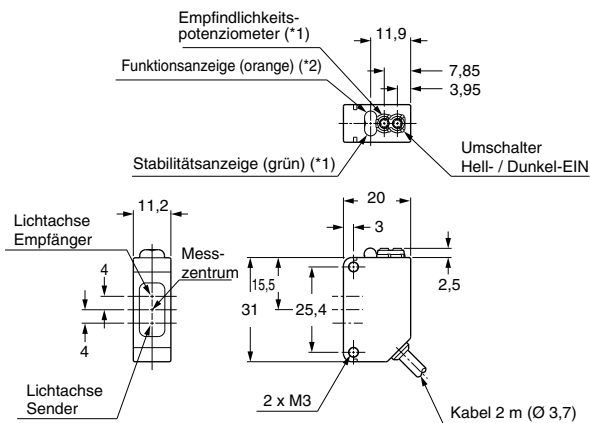 Empfindlichkeits-
potenziometer (*1)
11,9
Funktionsanzeige (orange) (*2)
7,85
3,95
Stabilitätsanzeige (grün) (*1)
Umschalter
Hell- / Dunkel-EIN
11,2
20
Lichtachse
Empfänger
3
Mess-
zentrum
4
15,5
2,5
31
25,4
4
Lichtachse
Sender
2 x M3
Kabel 2 m (Ø 3,7)